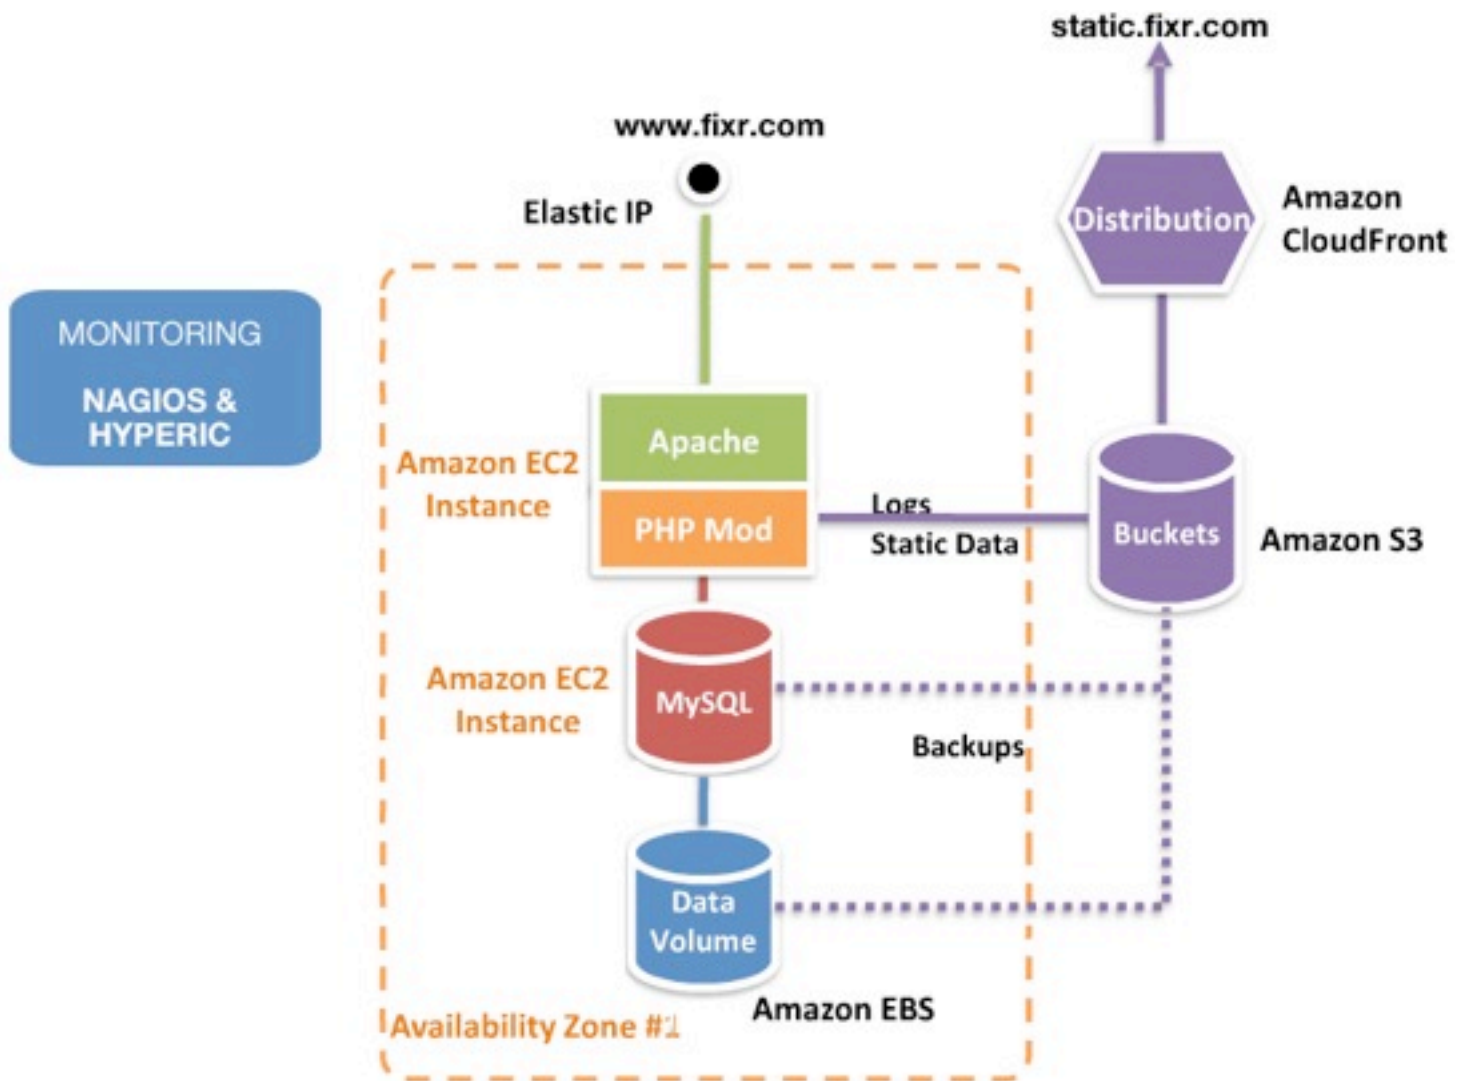 static.fixr.com
www.fixr.com
Elastic IP
Distribution
Amazon
CloudFront
MONITORING
NAGIOS &
HYPERIC
Apache
Amazon EC2
Instance
PHP Mod
Logs
Static Data
Buckets
Amazon S3
Amazon EC2
Instance
MySQL
Backups
Data
Volume
Amazon EBS
Availability Zone #1